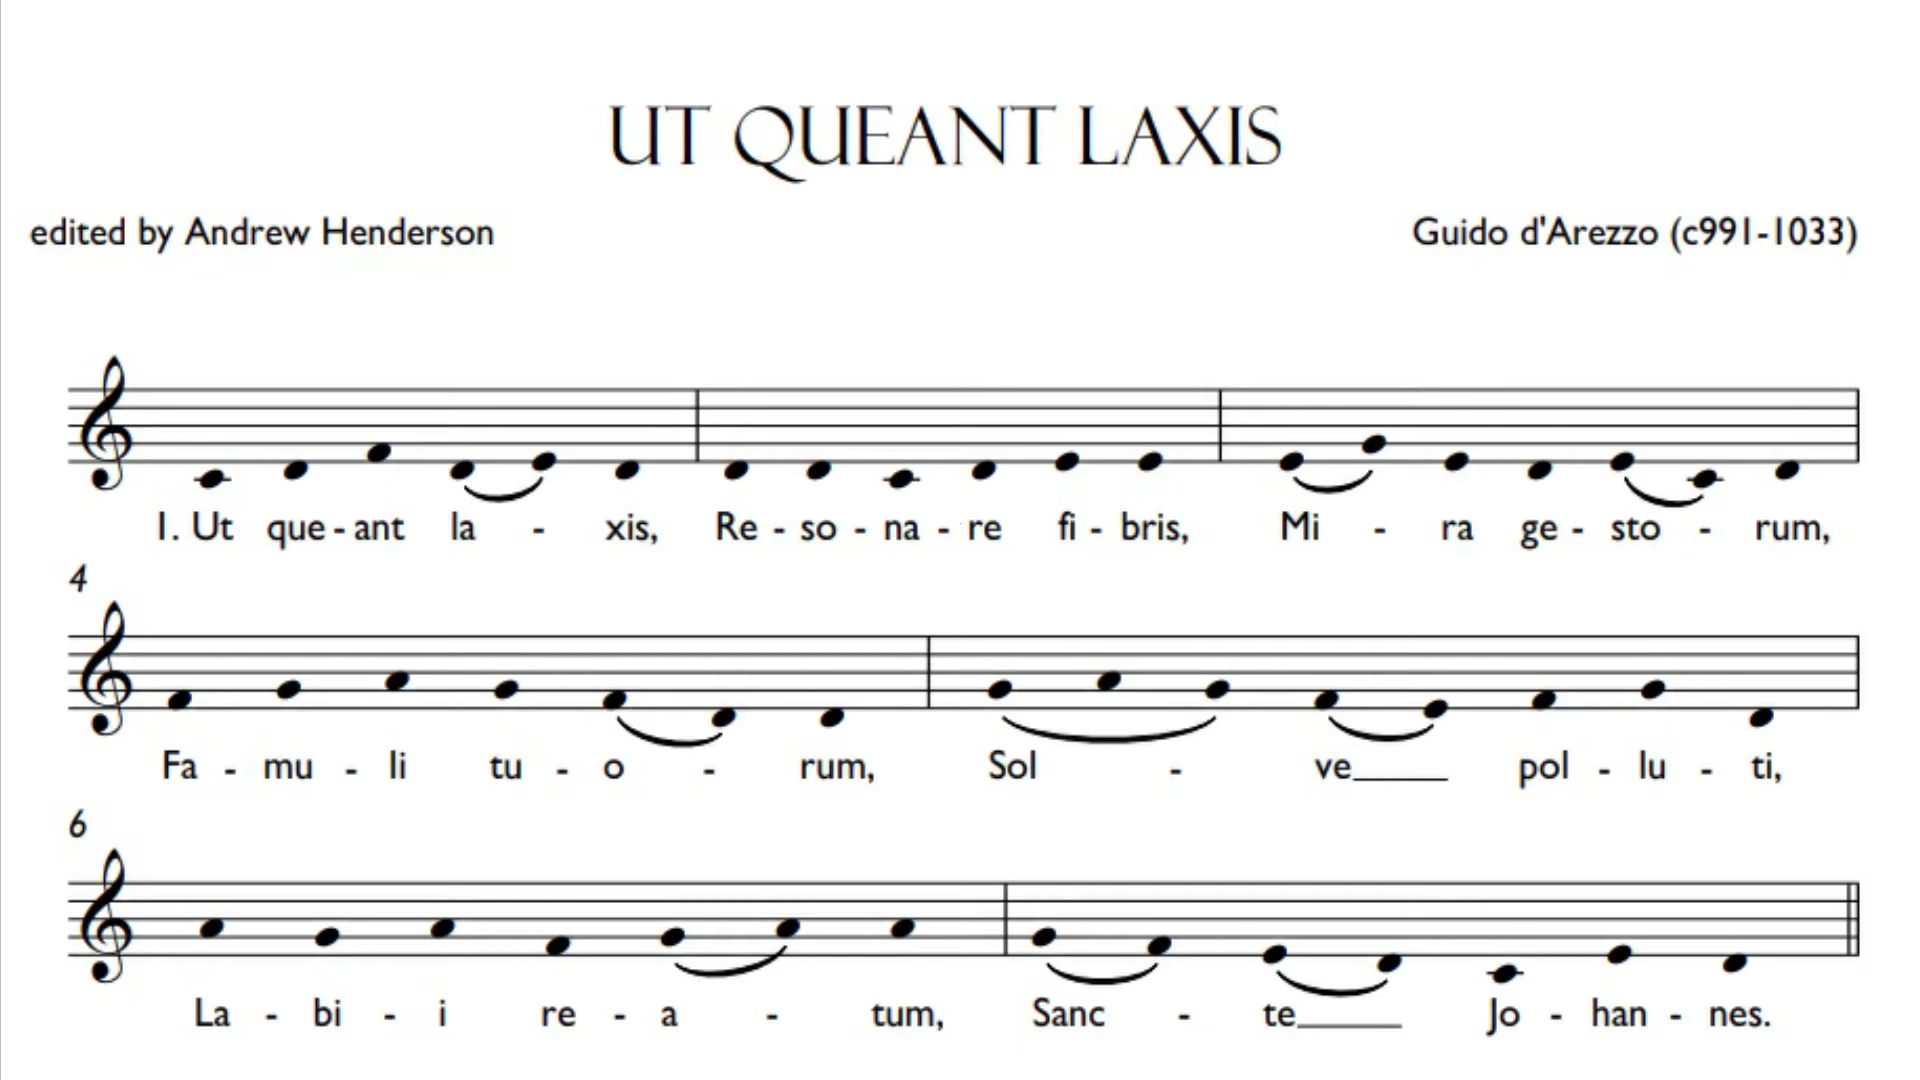 UT QUEANT LAXIS
edited by Andrew Henderson
Guido d'Arezzo (c991-1033)
1. Ut que - ant la - xis, Re - so - na - re fi - bris, Mi - ra ge - sto - rum,
4
Fa - mu - li tu - o - rum, Sol - ve____ pol - lu - ti,
6
La - bi - i re - a - tum, Sanc - te____ Jo - han - nes.